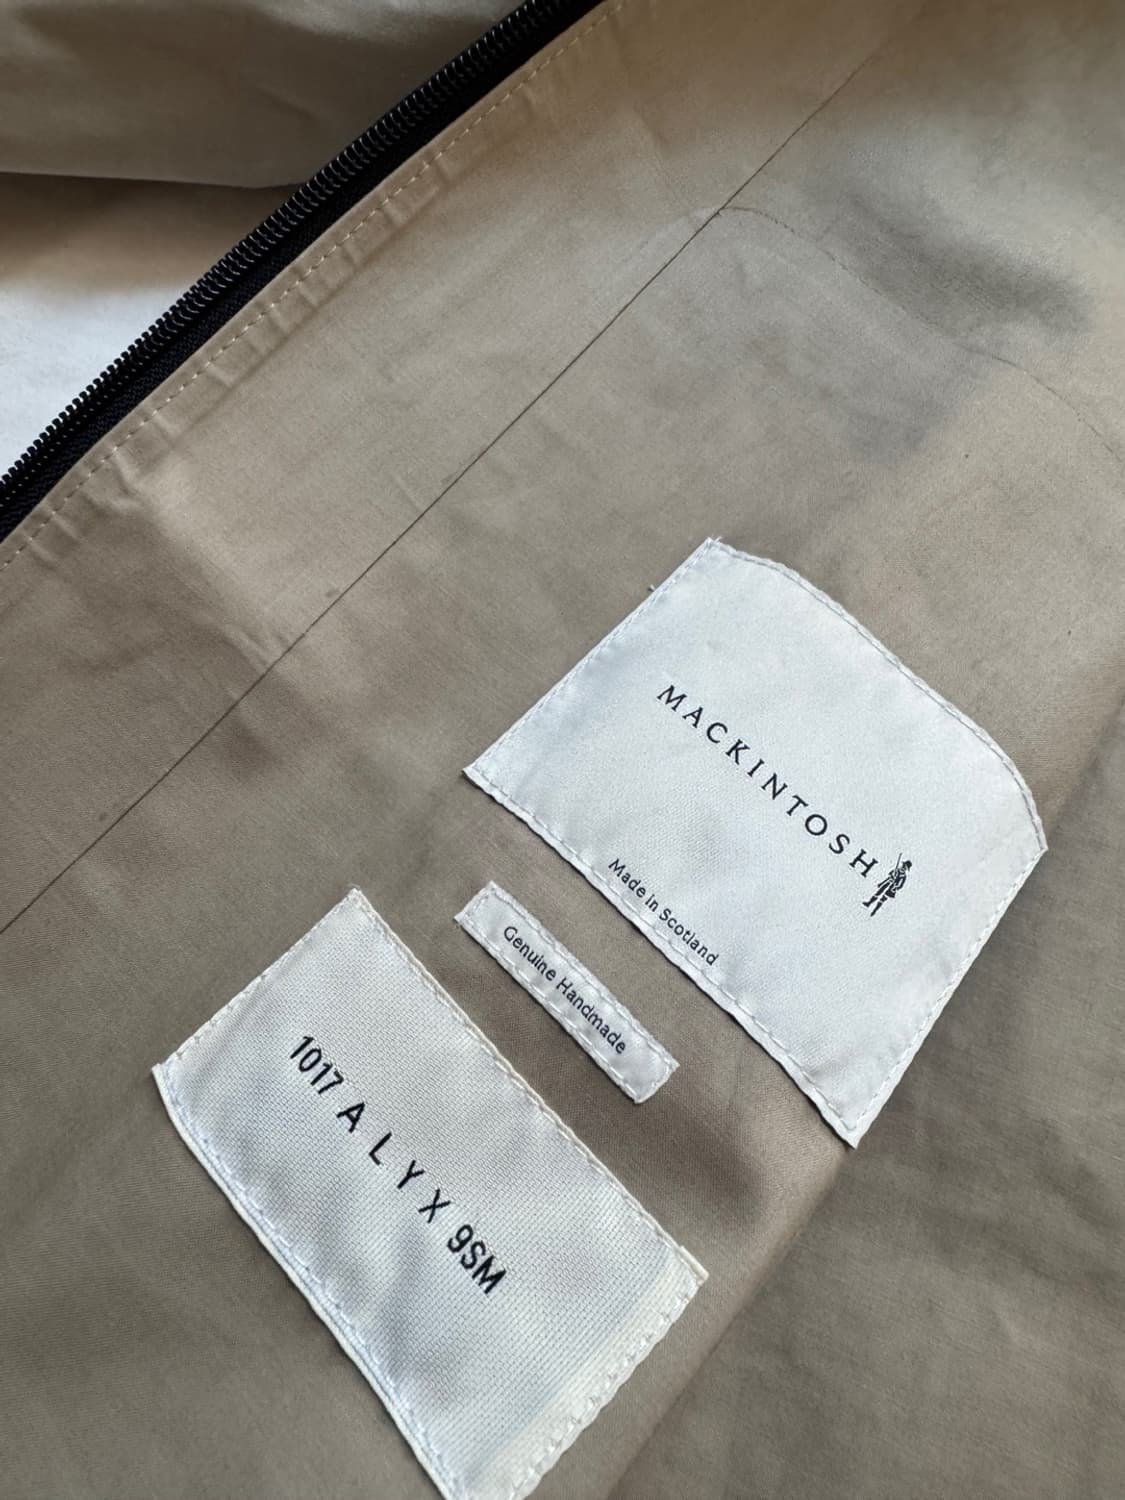 MACKINTOSH
Made in Scotland
Genuine Handmade
1017 A L Y X 9SM